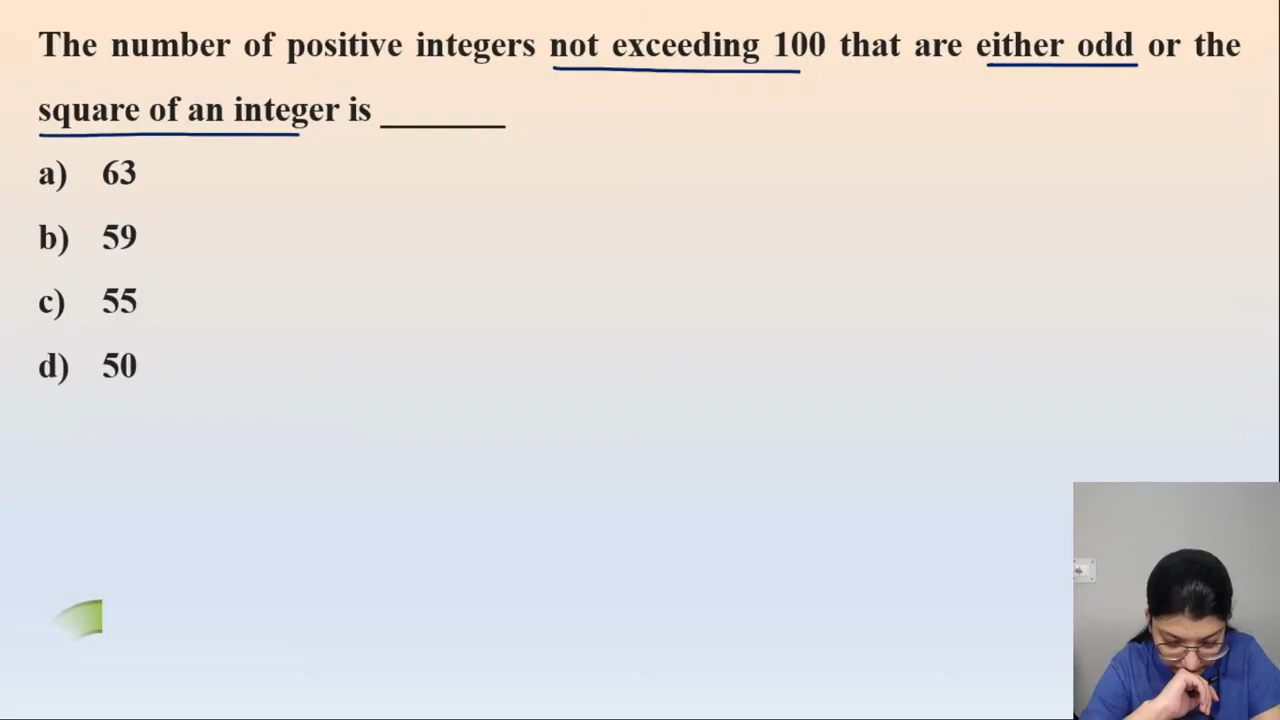 The number of positive integers not exceeding 100 that are either odd or the
square of an integer is ________
a) 63
b) 59
c) 55
d) 50